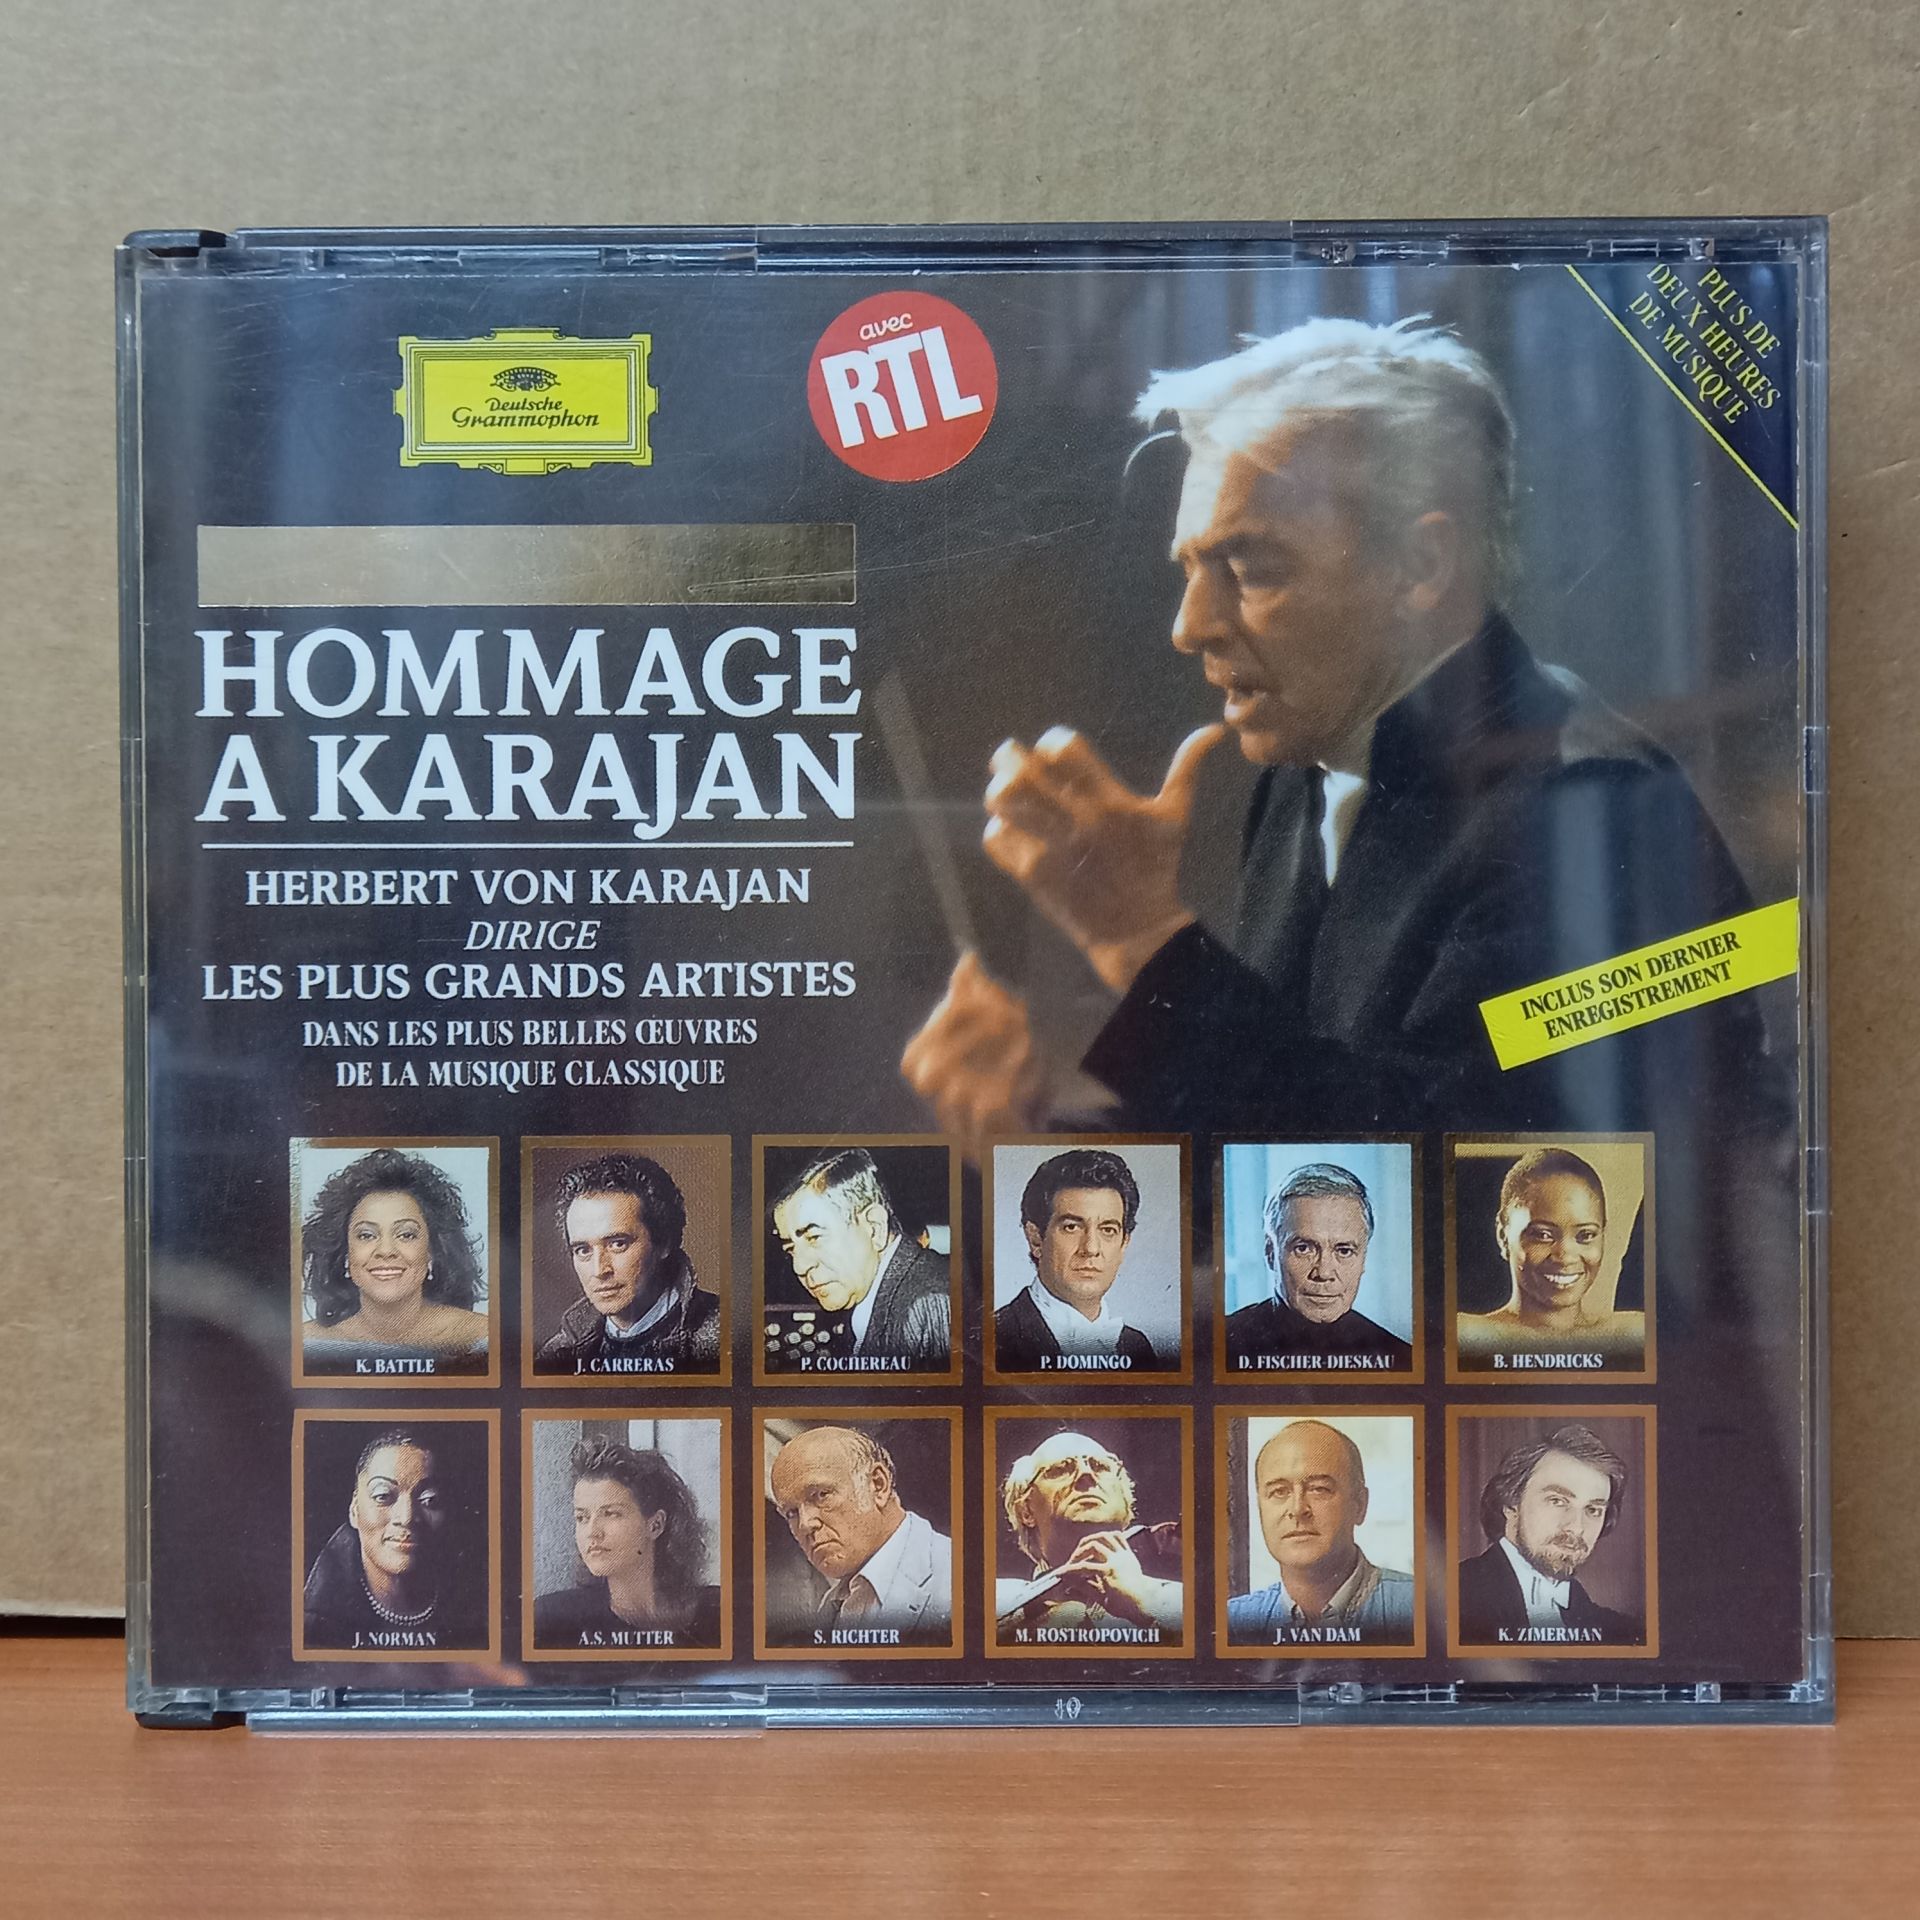 Deutsche
Grammophon
avec
RTL
PLUS DE
DEUX HEURES
DE MUSIQUE
HOMMAGE
A KARAJAN
HERBERT VON KARAJAN
DIRIGE
LES PLUS GRANDS ARTISTES
DANS LES PLUS BELLES ŒUVRES
DE LA MUSIQUE CLASSIQUE
INCLUS SON DERNIER
ENREGISTREMENT
K. BATTLE
J. CARRERAS
P. COCHEREAU
P. DOMINGO
D. FISCHER-DIESKAU
B. HENDRICKS
J. NORMAN
A.S. MUTTER
S. RICHTER
M. ROSTROPOVICH
J. VAN DAM
K. ZIMERMAN